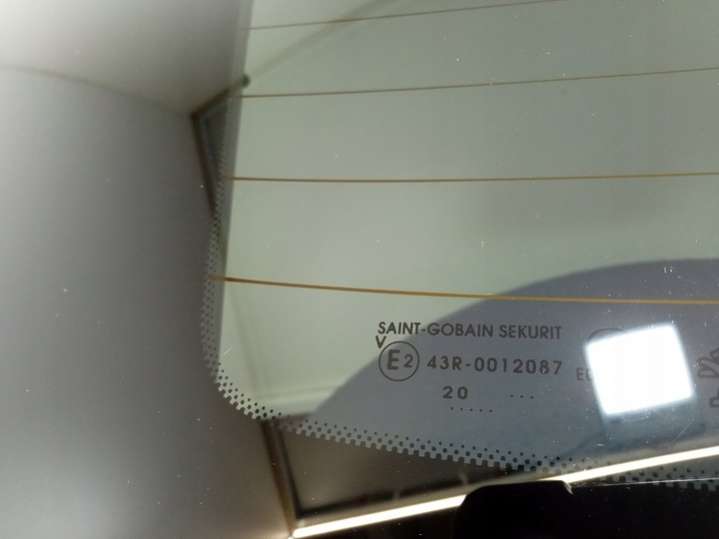 SAINT-GOBAIN SEKURIT
V
E2 43R-0012087
20 ...
.....